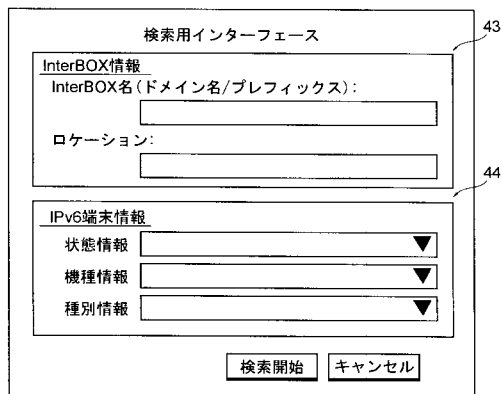 検索用インターフェース
43
InterBOX情報
InterBOX名(ドメイン名/プレフィックス):
ロケーション:
44
IPv6端末情報
状態情報
機種情報
種別情報
検索開始
キャンセル